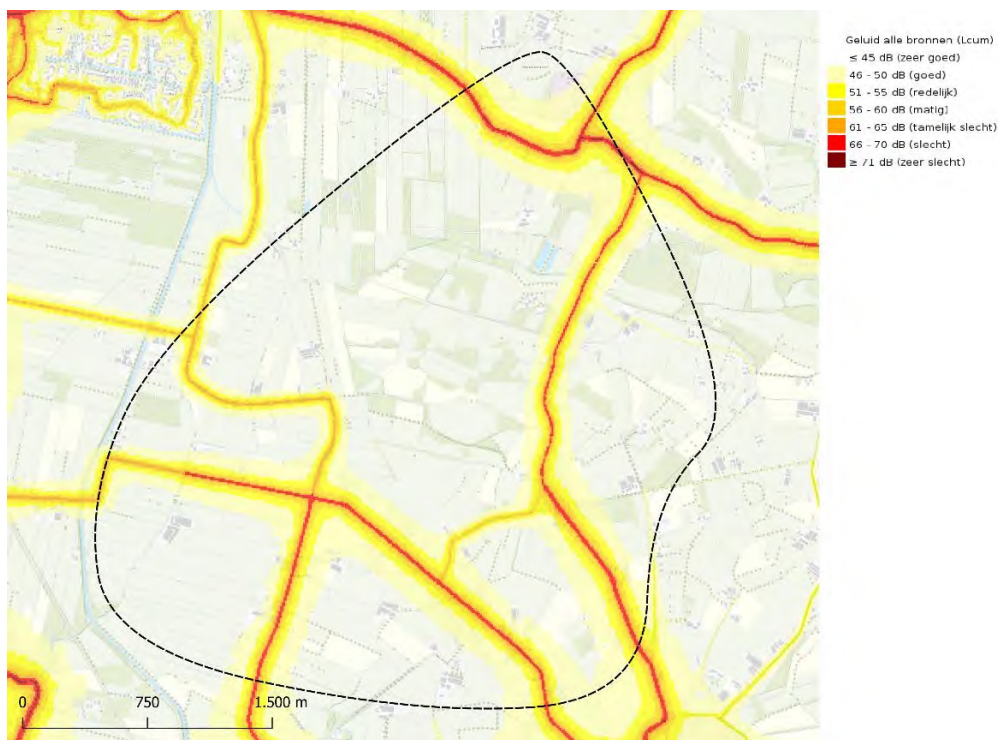 Geluid alle bronnen (Lcum)
≤ 45 dB (zeer goed)
46 - 50 dB (goed)
51 - 55 dB (redelijk)
56 - 60 dB (matig)
61 - 65 dB (tamelijk slecht)
66 - 70 dB (slecht)
≥ 71 dB (zeer slecht)
0 750 1.500 m